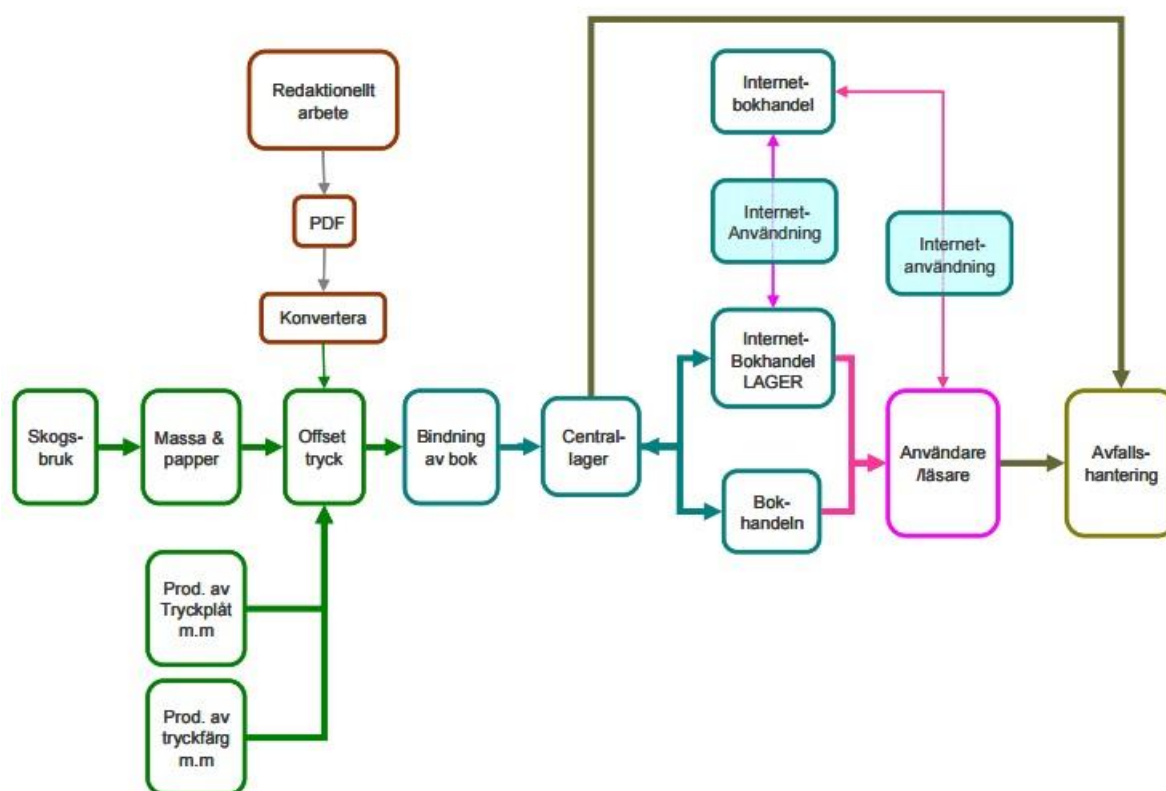 Redaktionellt
arbete
PDF
Konvertera
Internet-
bokhandel
Internet-
Användning
Internet-
användning
Internet-
Bokhandel
LAGER
Skogs-
bruk
Massa &
papper
Offset
tryck
Bindning
av bok
Central-
lager
Bok-
handeln
Användare
/läsare
Avfalls-
hantering
Prod. av
Tryckplåt
m.m
Prod. av
tryckfärg
m.m